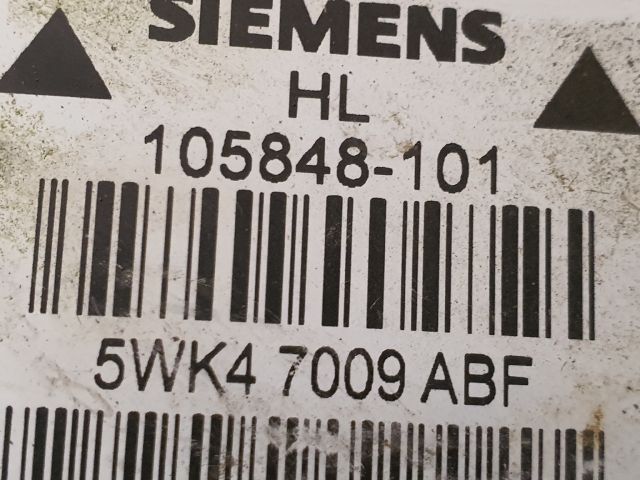 SIEMENS
HL
105848-101
5WK4 7009 ABF